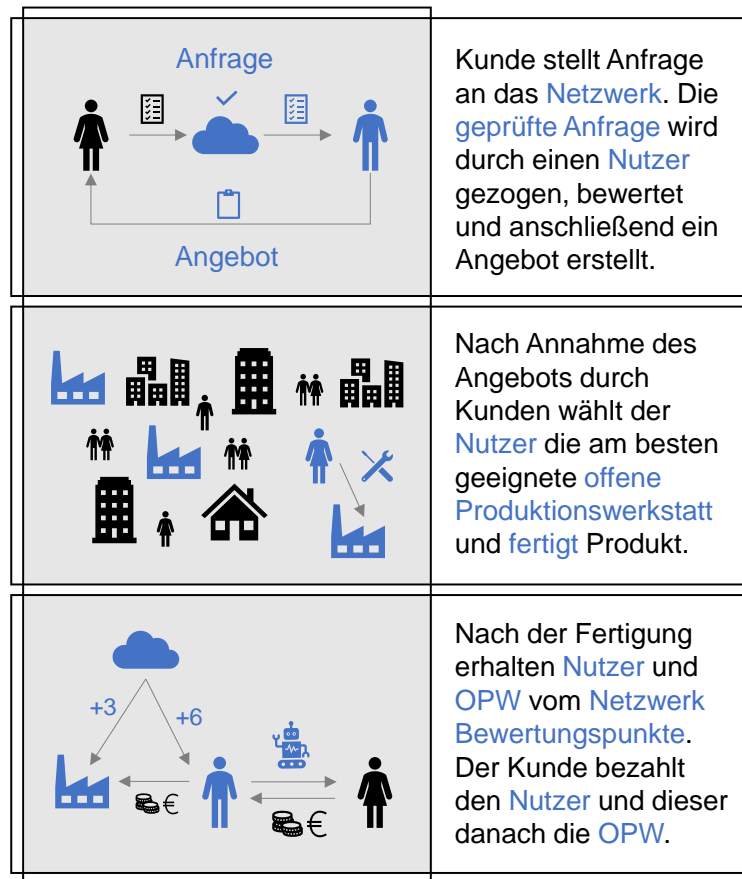 Anfrage
Angebot
Kunde stellt Anfrage
an das Netzwerk. Die
geprüfte Anfrage wird
durch einen Nutzer
gezogen, bewertet
und anschließend ein
Angebot erstellt.
Nach Annahme des
Angebots durch
Kunden wählt der
Nutzer die am besten
geeignete offene
Produktionswerkstatt
und fertigt Produkt.
+3
+6
€
€
Nach der Fertigung
erhalten Nutzer und
OPW vom Netzwerk
Bewertungspunkte.
Der Kunde bezahlt
den Nutzer und dieser
danach die OPW.